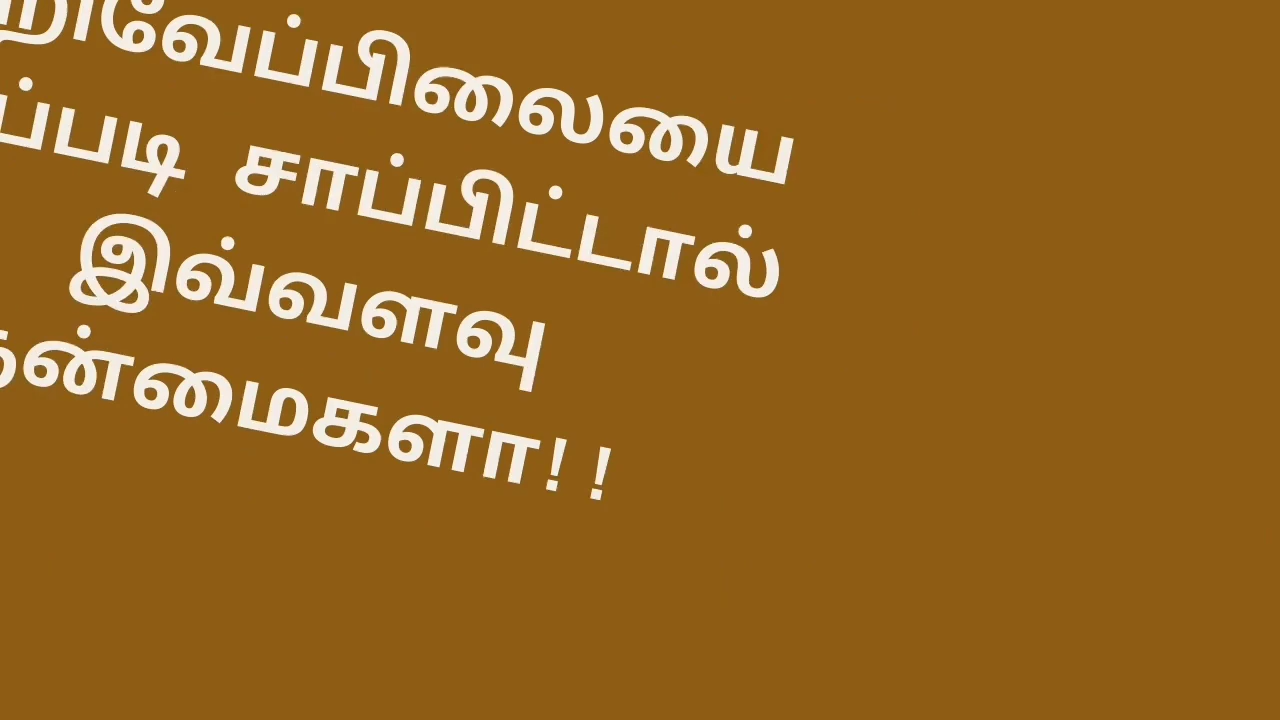 றிவேப்பிலையை
ப்படி சாப்பிட்டால்
இவ்வளவு
ன்மைகளா!!